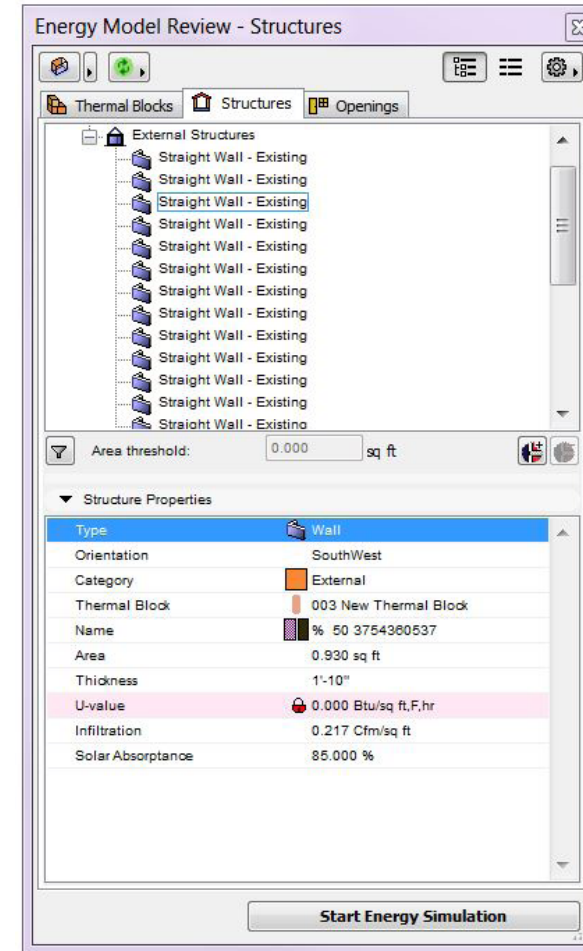 Energy Model Review - Structures
Thermal Blocks Structures Openings
External Structures
Straight Wall - Existing
Straight Wall - Existing
Straight Wall - Existing
Straight Wall - Existing
Straight Wall - Existing
Straight Wall - Existing
Straight Wall - Existing
Straight Wall - Existing
Straight Wall - Existing
Straight Wall - Existing
Straight Wall - Existing
Straight Wall - Existing
Straight Wall - Existing
Area threshold: 0.000 sq ft
Structure Properties
Type Wall
Orientation SouthWest
Category External
Thermal Block 003 New Thermal Block
Name % 50 3754360537
Area 0.930 sq ft
Thickness 1'-10"
U-value 0.000 Btu/sq ft,F,hr
Infiltration 0.217 Cfm/sq ft
Solar Absorptance 85.000 %
Start Energy Simulation